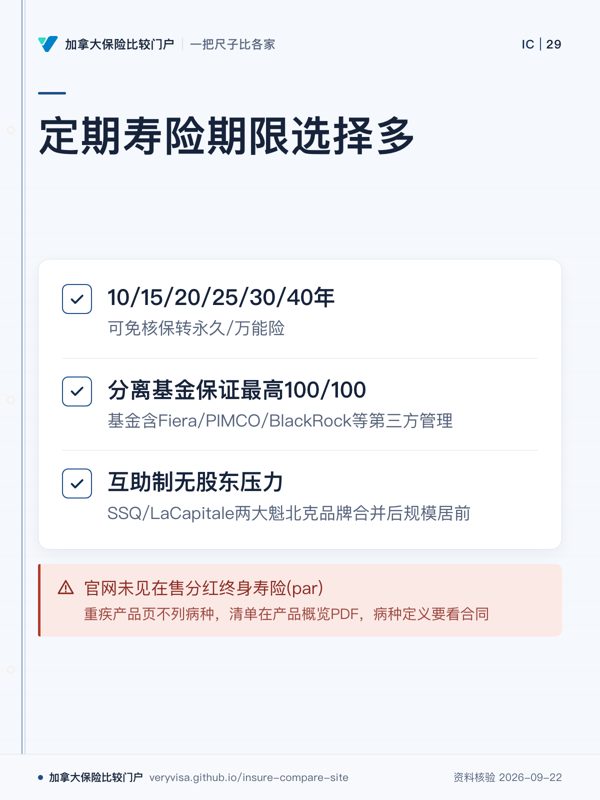 加拿大保险比较门户 | 一把尺子比各家
IC | 29
定期寿险期限选择多
10/15/20/25/30/40年
可免核保转永久/万能险
分离基金保证最高100/100
基金含Fiera/PIMCO/BlackRock等第三方管理
互助制无股东压力
SSQ/LaCapitale两大魁北克品牌合并后规模居前
官网未见在售分红终身寿险(par)
重疾产品页不列病种，清单在产品概览PDF，病种定义要看合同
加拿大保险比较门户 veryvisa.github.io/insure-compare-site
资料核验 2026-09-22